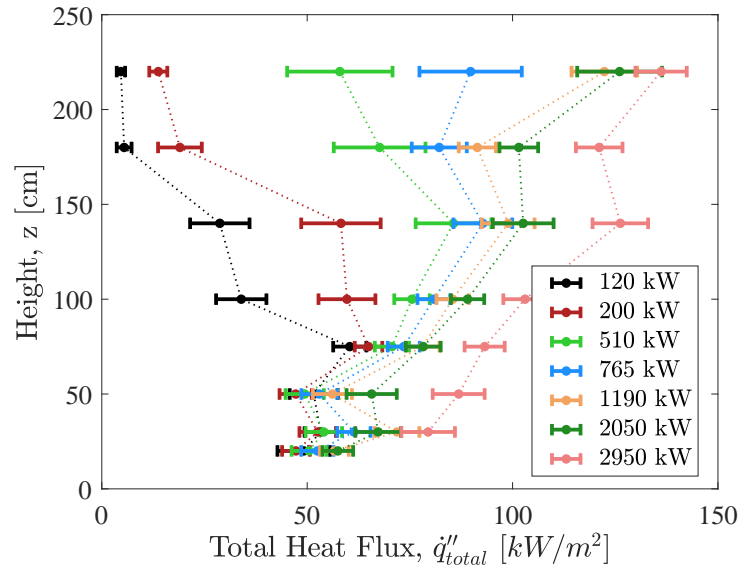 250
200
150
100
50
0
Height, z [cm]
120 kW
200 kW
510 kW
765 kW
1190 kW
2050 kW
2950 kW
0 50 100 150
Total Heat Flux, q̇″total [kW/m²]